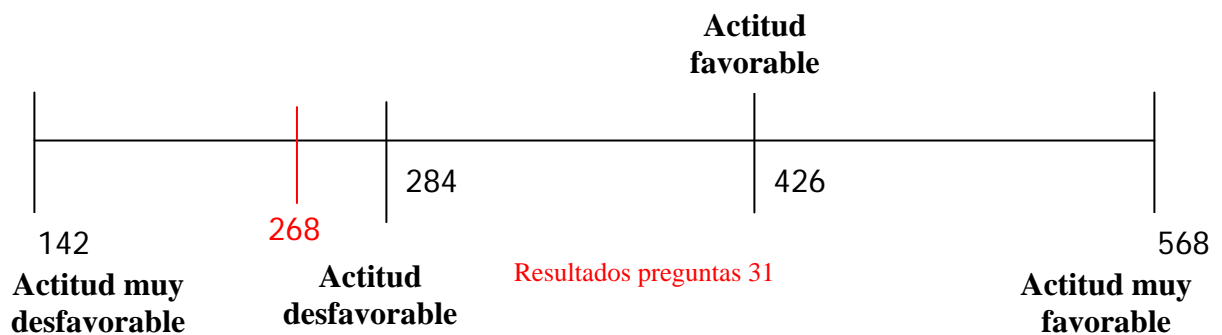 Actitud
favorable
284
426
142
268
568
Actitud muy
desfavorable
Actitud
desfavorable
Resultados preguntas 31
Actitud muy
favorable